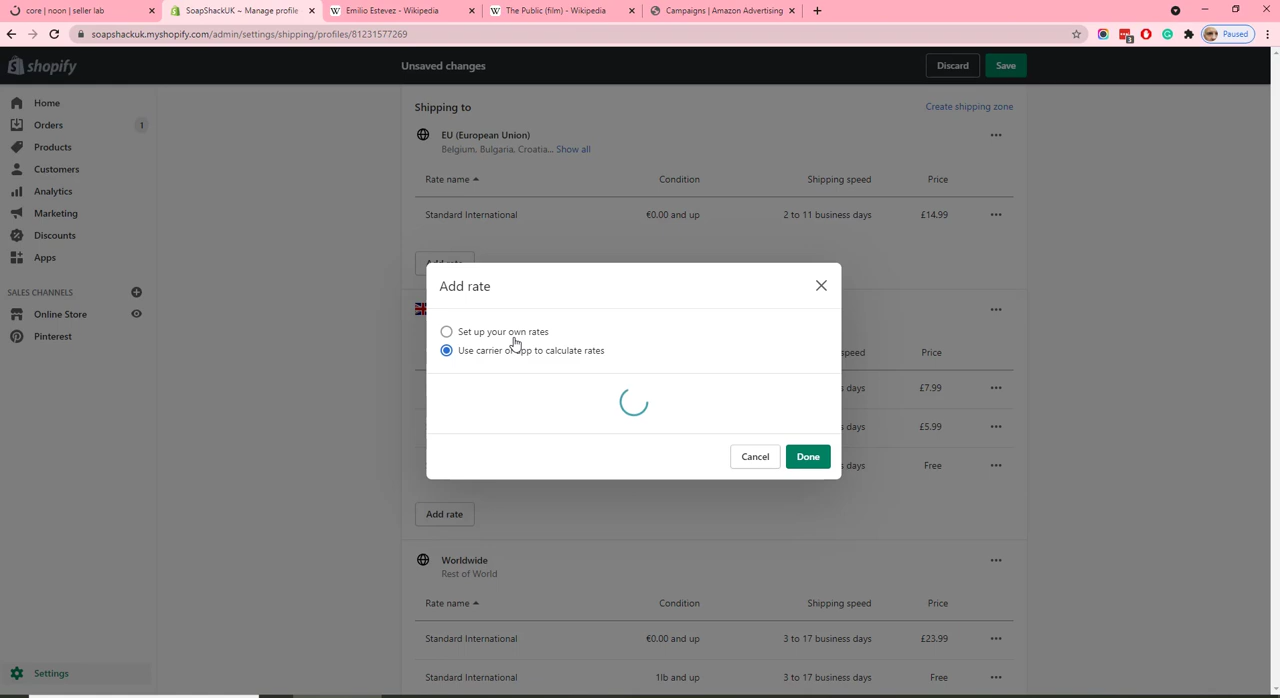 core | noon | seller lab
SoapShackUK ~ Manage profile
Emilio Estevez - Wikipedia
The Public (film) - Wikipedia
Campaigns | Amazon Advertising
soapshackuk.myshopify.com/admin/settings/shipping/profiles/81231577269
Paused
shopify
Unsaved changes
Discard
Save
Home
Orders 1
Products
Customers
Analytics
Marketing
Discounts
Apps
SALES CHANNELS
Online Store
Pinterest
Settings
Shipping to
Create shipping zone
EU (European Union)
Belgium, Bulgaria, Croatia... Show all
Rate name Condition Shipping speed Price
Standard International €0.00 and up 2 to 11 business days £14.99
Add rate
Add rate
Set up your own rates
Use carrier or app to calculate rates
Cancel
Done
speed Price
days £7.99
days £5.99
days Free
Add rate
Worldwide
Rest of World
Rate name Condition Shipping speed Price
Standard International €0.00 and up 3 to 17 business days £23.99
Standard International 1lb and up 3 to 17 business days Free